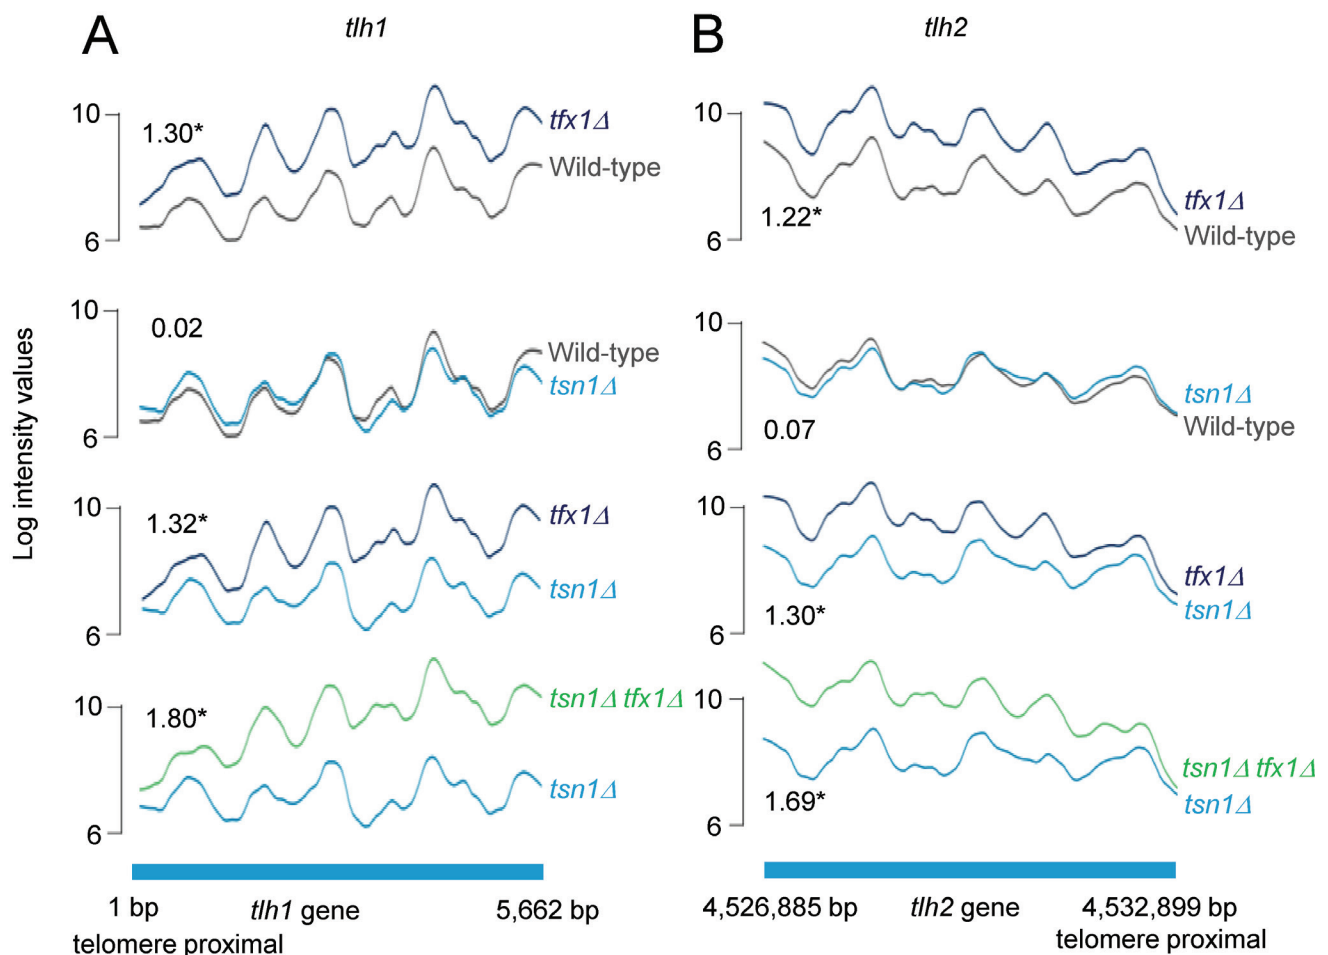 A
tlh1
B
tlh2
Log intensity values
10
1.30*
tfx1Δ
Wild-type
6
10
1.22*
tfx1Δ
Wild-type
6
10
0.02
Wild-type
tsn1Δ
6
10
0.07
tsn1Δ
Wild-type
6
10
1.32*
tfx1Δ
tsn1Δ
6
10
1.30*
tfx1Δ
tsn1Δ
6
10
1.80*
tsn1Δ tfx1Δ
tsn1Δ
6
10
1.69*
tsn1Δ tfx1Δ
tsn1Δ
6
1 bp
tlh1 gene
5,662 bp
telomere proximal
4,526,885 bp
tlh2 gene
4,532,899 bp
telomere proximal